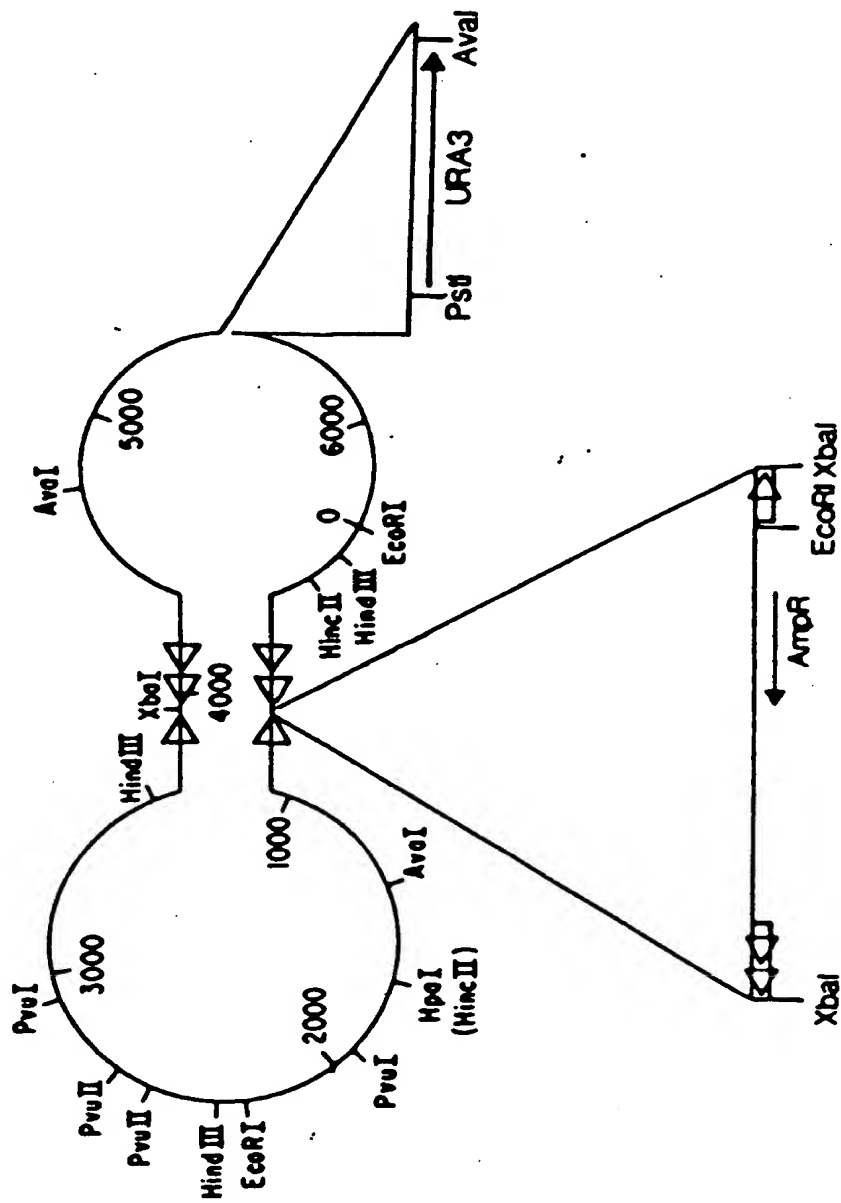 AvaI
URA3
PstI
5000
6000
AvaI
0
EcoRI
HindIII
HincII
XbaI
4000
HindIII
1000
AvaI
3000
PvuI
HpaI
(HincII)
2000
PvuI
PvuII
PvuII
HindIII
EcoRI
EcoRI XbaI
AmpR
XbaI